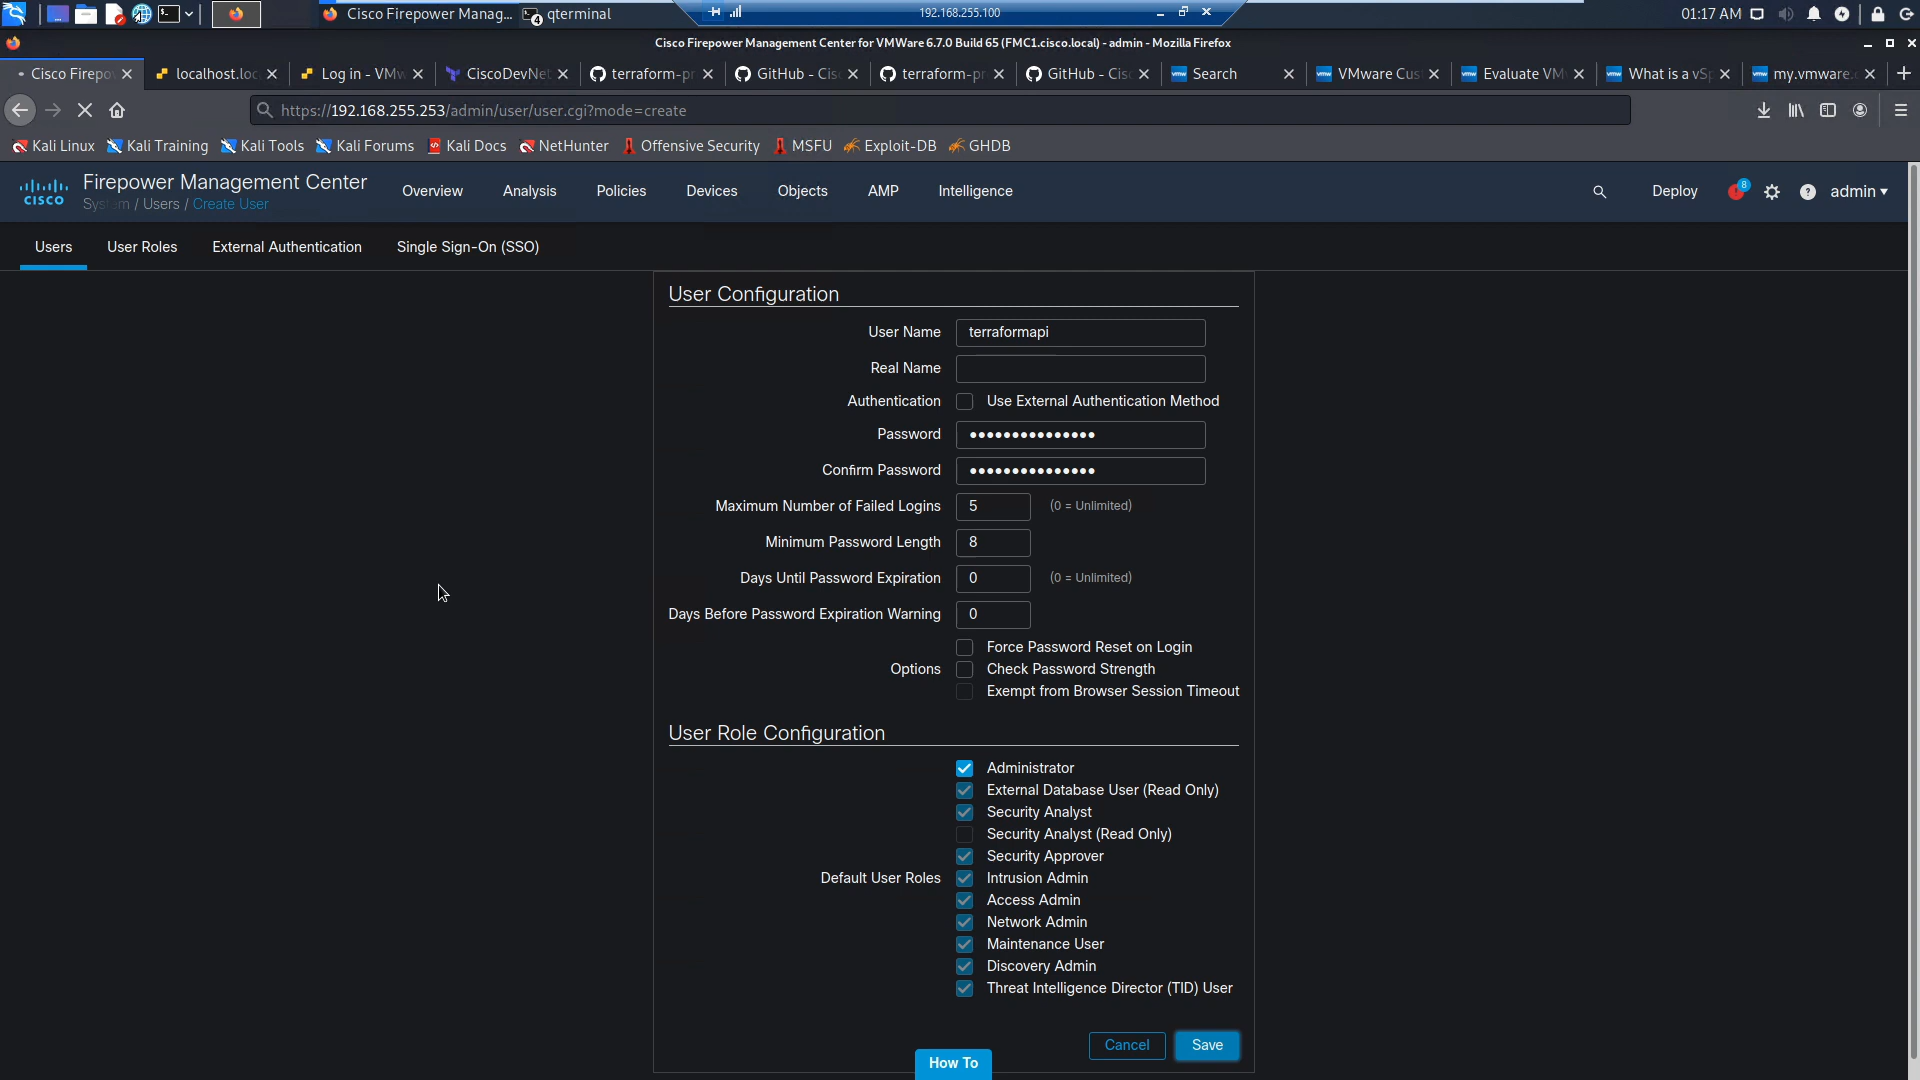 Cisco Firepower Manag...
4
qterminal
192.168.255.100
01:17 AM
Cisco Firepower Management Center for VMWare 6.7.0 Build 65 (FMC1.cisco.local) - admin - Mozilla Firefox
Cisco Firepo
localhost.loc
Log in - VMw
CiscoDevNet
terraform-pr
GitHub - Cisc
terraform-pr
GitHub - Cisc
Search
VMware Cus
Evaluate VM
What is a vSp
my.vmware.c
https://192.168.255.253/admin/user/user.cgi?mode=create
Kali Linux
Kali Training
Kali Tools
Kali Forums
Kali Docs
NetHunter
Offensive Security
MSFU
Exploit-DB
GHDB
cisco
Firepower Management Center
System / Users / Create User
Overview
Analysis
Policies
Devices
Objects
AMP
Intelligence
Deploy
8
admin
Users
User Roles
External Authentication
Single Sign-On (SSO)
User Configuration
User Name terraformapi
Real Name
Authentication Use External Authentication Method
Password •••••••••••••••
Confirm Password •••••••••••••••
Maximum Number of Failed Logins 5 (0 = Unlimited)
Minimum Password Length 8
Days Until Password Expiration 0 (0 = Unlimited)
Days Before Password Expiration Warning 0
Force Password Reset on Login
Options Check Password Strength
Exempt from Browser Session Timeout
User Role Configuration
Administrator
External Database User (Read Only)
Security Analyst
Security Analyst (Read Only)
Security Approver
Default User Roles Intrusion Admin
Access Admin
Network Admin
Maintenance User
Discovery Admin
Threat Intelligence Director (TID) User
Cancel
Save
How To